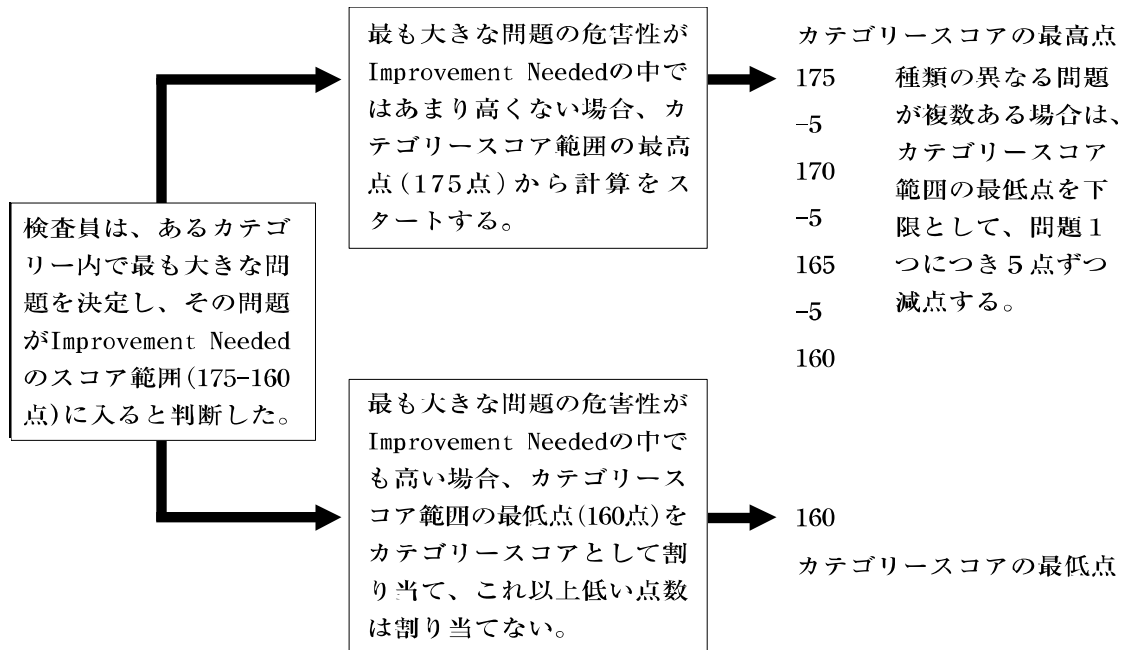 検査員は、あるカテゴ
リー内で最も大きな問
題を決定し、その問題
がImprovement Needed
のスコア範囲(175-160
点)に入ると判断した。
最も大きな問題の危害性が
Improvement Neededの中で
はあまり高くない場合、カ
テゴリースコア範囲の最高
点(175点)から計算をス
タートする。
カテゴリースコアの最高点
175
-5
170
-5
165
-5
160
種類の異なる問題
が複数ある場合は、
カテゴリースコア
範囲の最低点を下
限として、問題1
つにつき5点ずつ
減点する。
最も大きな問題の危害性が
Improvement Neededの中で
も高い場合、カテゴリース
コア範囲の最低点(160点)を
カテゴリースコアとして割
り当て、これ以上低い点数
は割り当てない。
160
カテゴリースコアの最低点